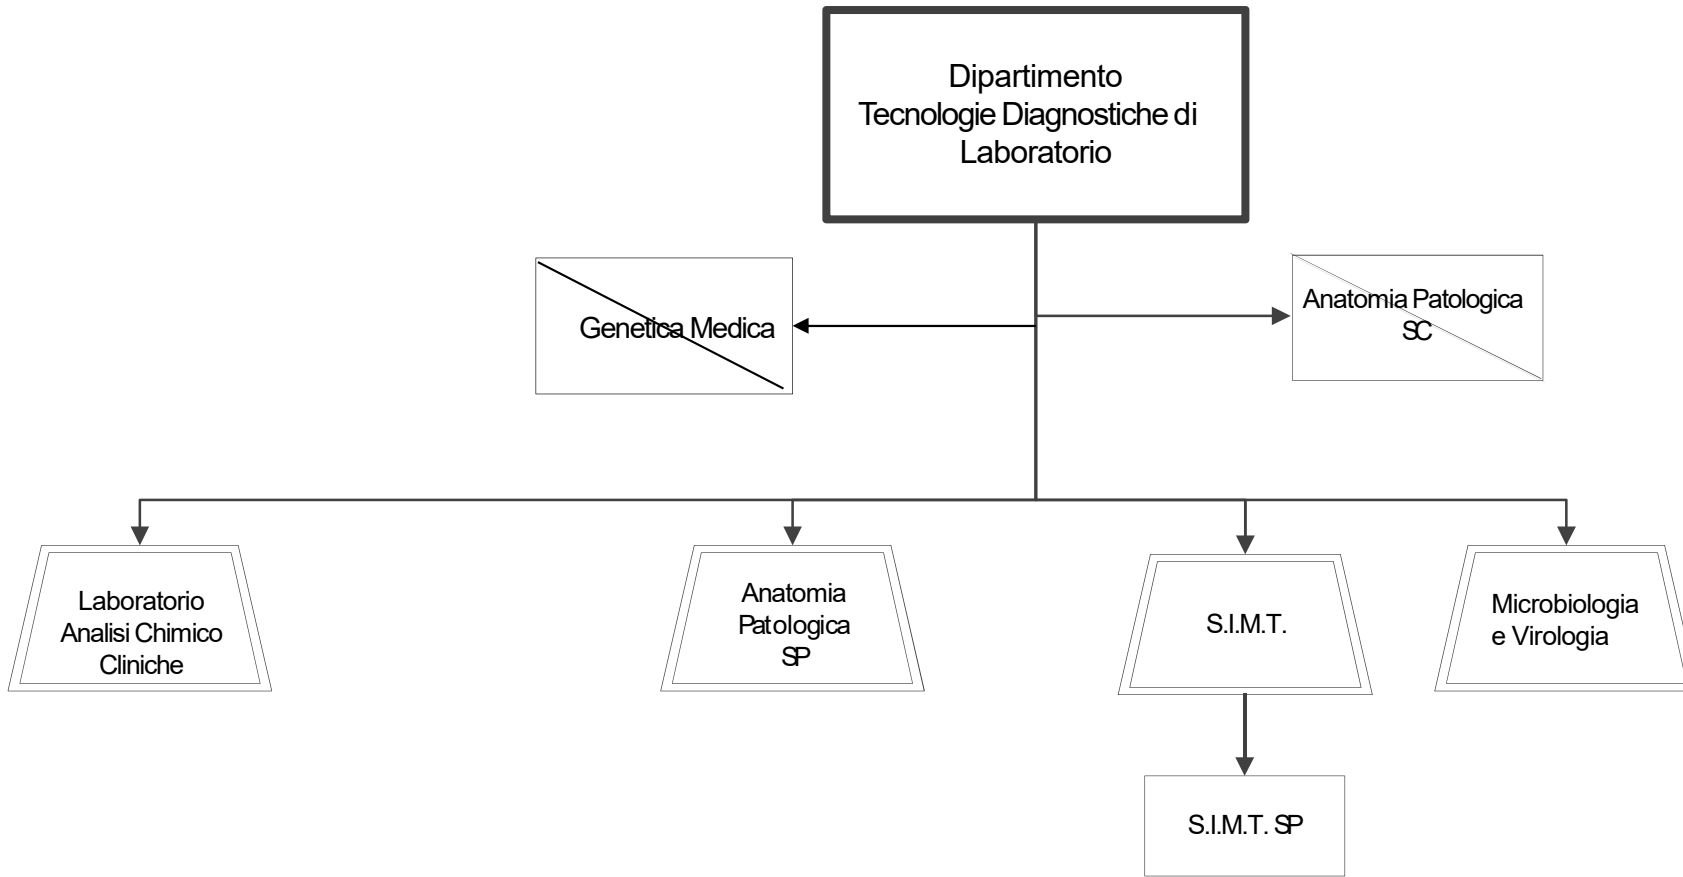 Dipartimento
Tecnologie Diagnostiche di
Laboratorio
Genetica Medica
Anatomia Patologica
SC
Laboratorio
Analisi Chimico
Cliniche
Anatomia
Patologica
SP
S.I.M.T.
Microbiologia
e Virologia
S.I.M.T. SP